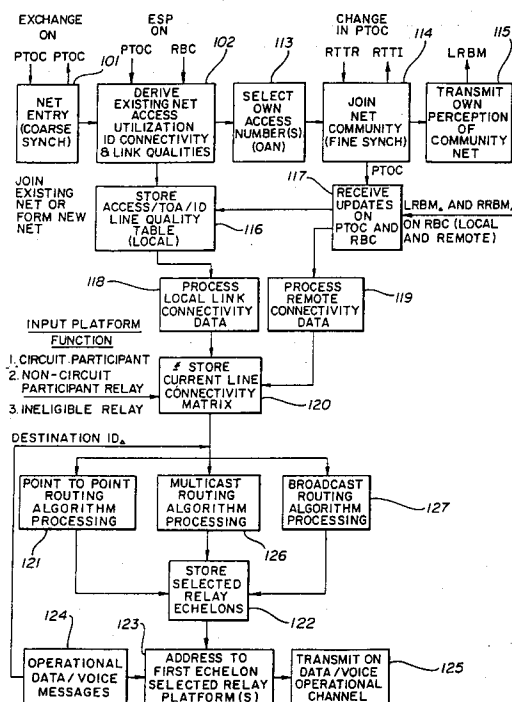 EXCHANGE
ON
PTOC PTOC
101
NET
ENTRY
(COARSE
SYNCH)
ESP
ON
PTOC RBC
102
DERIVE
EXISTING NET
ACCESS
UTILIZATION
ID CONNECTIVITY
& LINK QUALITIES
113
SELECT
OWN
ACCESS
NUMBER(S)
(OAN)
CHANGE
IN PTOC
RTTR RTTI
114
JOIN
NET
COMMUNITY
(FINE SYNCH)
LRBM
115
TRANSMIT
OWN
PERCEPTION
OF
COMMUNITY
NET
JOIN
EXISTING
NET OR
FORM NEW
NET
STORE
ACCESS/TOA/ID
LINE QUALITY
TABLE
(LOCAL)
116
PTOC
117
RECEIVE
UPDATES
ON
PTOC AND
RBC
LRBM, AND RRBM,
ON RBC (LOCAL
AND REMOTE)
118
PROCESS
LOCAL LINK
CONNECTIVITY
DATA
PROCESS
REMOTE
CONNECTIVITY
DATA
119
INPUT PLATFORM
FUNCTION
1. CIRCUIT PARTICIPANT
2. NON-CIRCUIT
PARTICIPANT RELAY
3. INELIGIBLE RELAY
STORE
CURRENT LINE
CONNECTIVITY
MATRIX
120
DESTINATION ID
POINT TO POINT
ROUTING
ALGORITHM
PROCESSING
121
MULTICAST
ROUTING
ALGORITHM
PROCESSING
126
BROADCAST
ROUTING
ALGORITHM
PROCESSING
127
STORE
SELECTED
RELAY
ECHELONS
122
124
OPERATIONAL
DATA/VOICE
MESSAGES
123
ADDRESS TO
FIRST ECHELON
SELECTED RELAY
PLATFORM(S)
TRANSMIT ON
DATA/VOICE
OPERATIONAL
CHANNEL
125